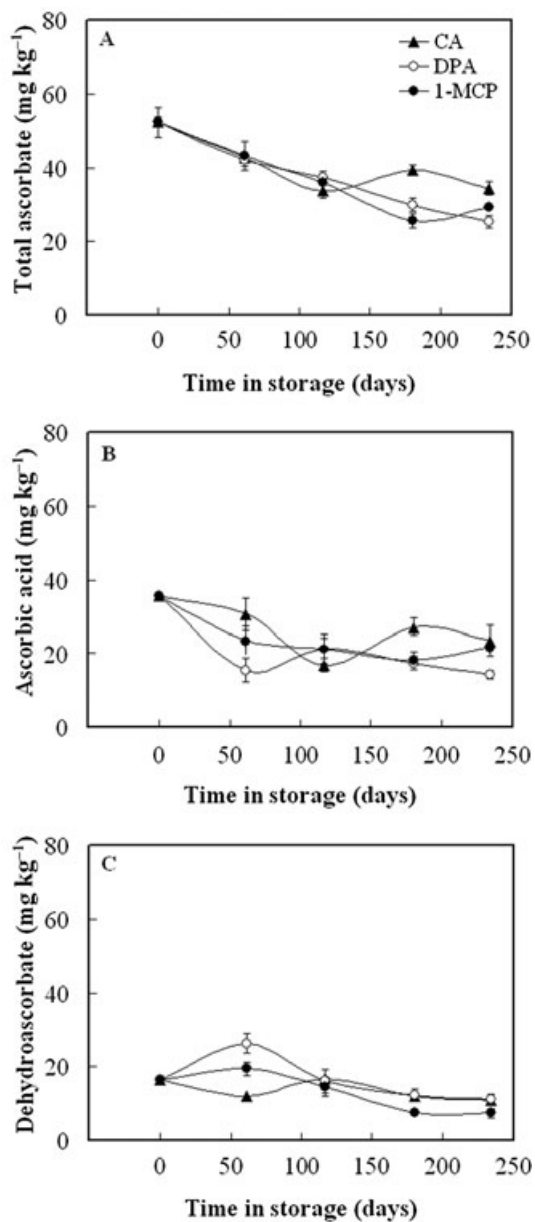 A
CA
DPA
1-MCP
80
60
40
20
0
Total ascorbate (mg kg⁻¹)
0 50 100 150 200 250
Time in storage (days)
B
80
60
40
20
0
Ascorbic acid (mg kg⁻¹)
0 50 100 150 200 250
Time in storage (days)
C
80
60
40
20
0
Dehydroascorbate (mg kg⁻¹)
0 50 100 150 200 250
Time in storage (days)